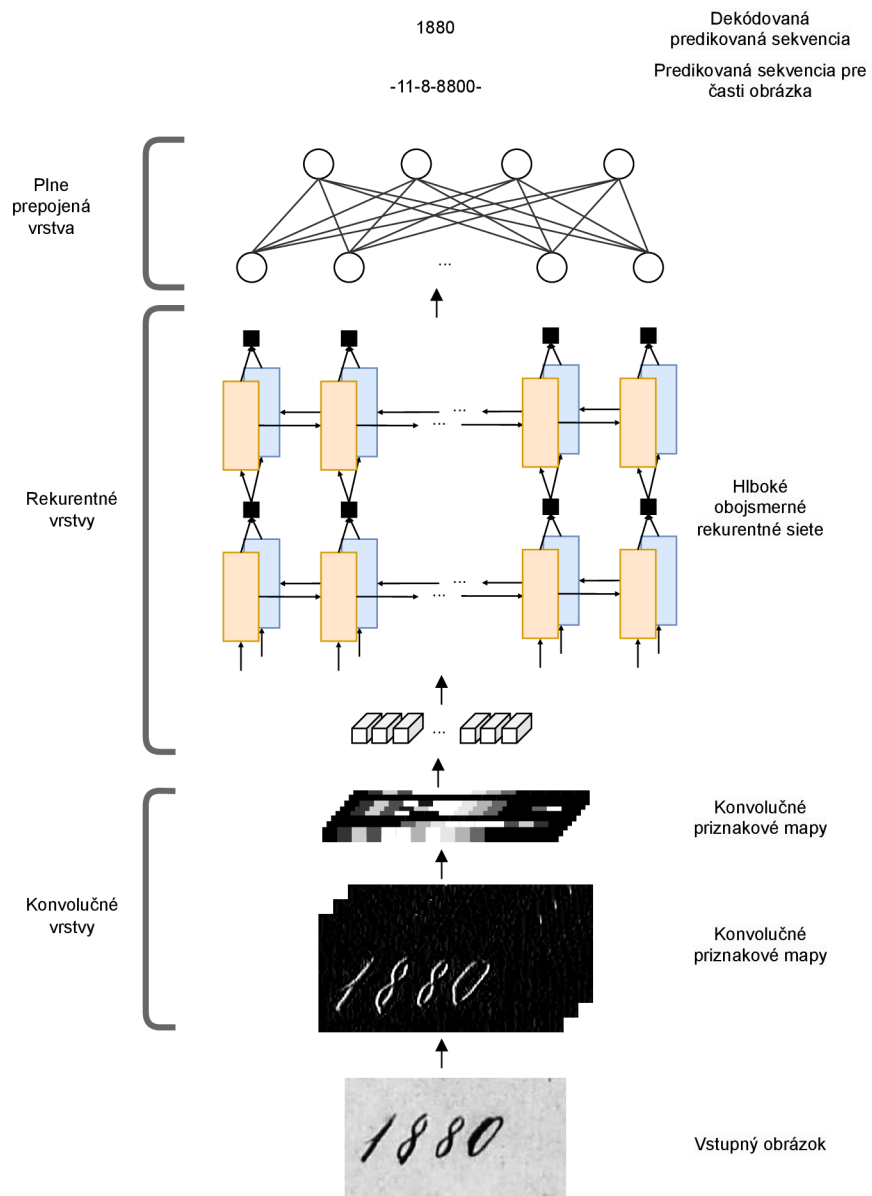 1880
Dekódovaná
predikovaná sekvencia
-11-8-8800-
Predikovaná sekvencia pre
časti obrázka
Plne
prepojená
vrstva
...
Rekurentné
vrstvy
...
...
Hlboké
obojsmerné
rekurentné siete
...
...
...
Konvolučné
vrstvy
Konvolučné
priznakové mapy
1880
Konvolučné
priznakové mapy
1880
Vstupný obrázok